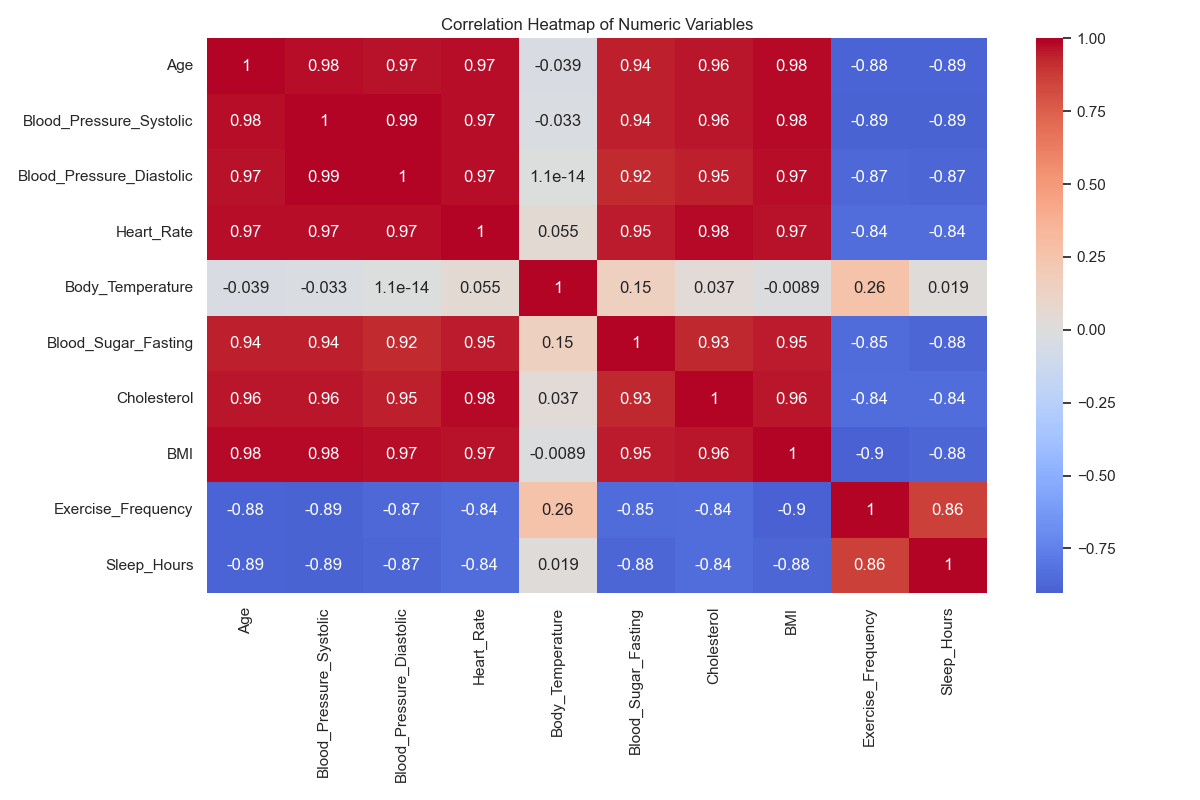 Correlation Heatmap of Numeric Variables
Age 1 0.98 0.97 0.97 -0.039 0.94 0.96 0.98 -0.88 -0.89
Blood_Pressure_Systolic 0.98 1 0.99 0.97 -0.033 0.94 0.96 0.98 -0.89 -0.89
Blood_Pressure_Diastolic 0.97 0.99 1 0.97 1.1e-14 0.92 0.95 0.97 -0.87 -0.87
Heart_Rate 0.97 0.97 0.97 1 0.055 0.95 0.98 0.97 -0.84 -0.84
Body_Temperature -0.039 -0.033 1.1e-14 0.055 1 0.15 0.037 -0.0089 0.26 0.019
Blood_Sugar_Fasting 0.94 0.94 0.92 0.95 0.15 1 0.93 0.95 -0.85 -0.88
Cholesterol 0.96 0.96 0.95 0.98 0.037 0.93 1 0.96 -0.84 -0.84
BMI 0.98 0.98 0.97 0.97 -0.0089 0.95 0.96 1 -0.9 -0.88
Exercise_Frequency -0.88 -0.89 -0.87 -0.84 0.26 -0.85 -0.84 -0.9 1 0.86
Sleep_Hours -0.89 -0.89 -0.87 -0.84 0.019 -0.88 -0.84 -0.88 0.86 1
Age
Blood_Pressure_Systolic
Blood_Pressure_Diastolic
Heart_Rate
Body_Temperature
Blood_Sugar_Fasting
Cholesterol
BMI
Exercise_Frequency
Sleep_Hours
1.00
0.75
0.50
0.25
0.00
-0.25
-0.50
-0.75